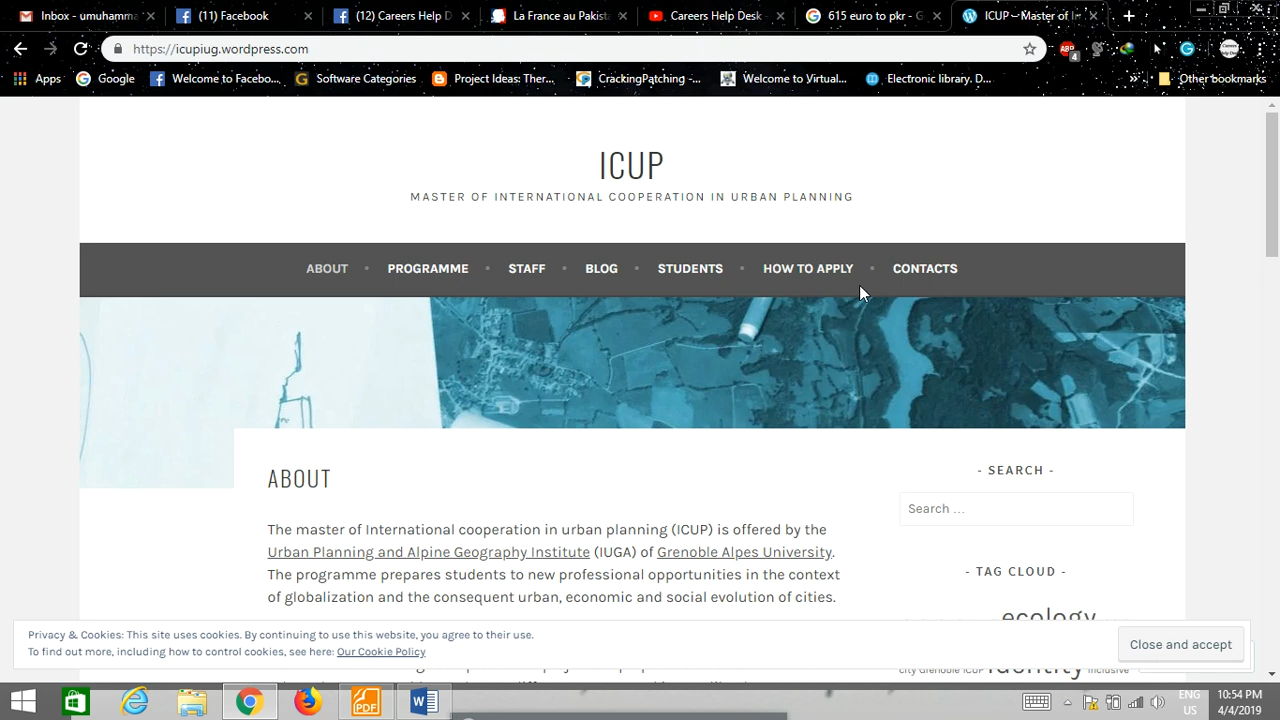 Inbox - umuhamm
(11) Facebook
(12) Careers Help D
La France au Pakist
Careers Help Desk
615 euro to pkr - G
ICUP – Master of In
https://icupiug.wordpress.com
ABP
4
Apps
Google
Welcome to Facebo...
Software Categories
Project Ideas: Ther...
CrackingPatching -...
Welcome to Virtual...
Electronic library. D...
Other bookmarks
ICUP
MASTER OF INTERNATIONAL COOPERATION IN URBAN PLANNING
ABOUT
PROGRAMME
STAFF
BLOG
STUDENTS
HOW TO APPLY
CONTACTS
ABOUT
The master of International cooperation in urban planning (ICUP) is offered by the
Urban Planning and Alpine Geography Institute (IUGA) of Grenoble Alpes University.
The programme prepares students to new professional opportunities in the context
of globalization and the consequent urban, economic and social evolution of cities.
- SEARCH -
Search …
- TAG CLOUD -
ecology
city Grenoble ICUP identity inclusive
Privacy & Cookies: This site uses cookies. By continuing to use this website, you agree to their use.
To find out more, including how to control cookies, see here: Our Cookie Policy
Close and accept
PDF
ENG
US
10:54 PM
4/4/2019